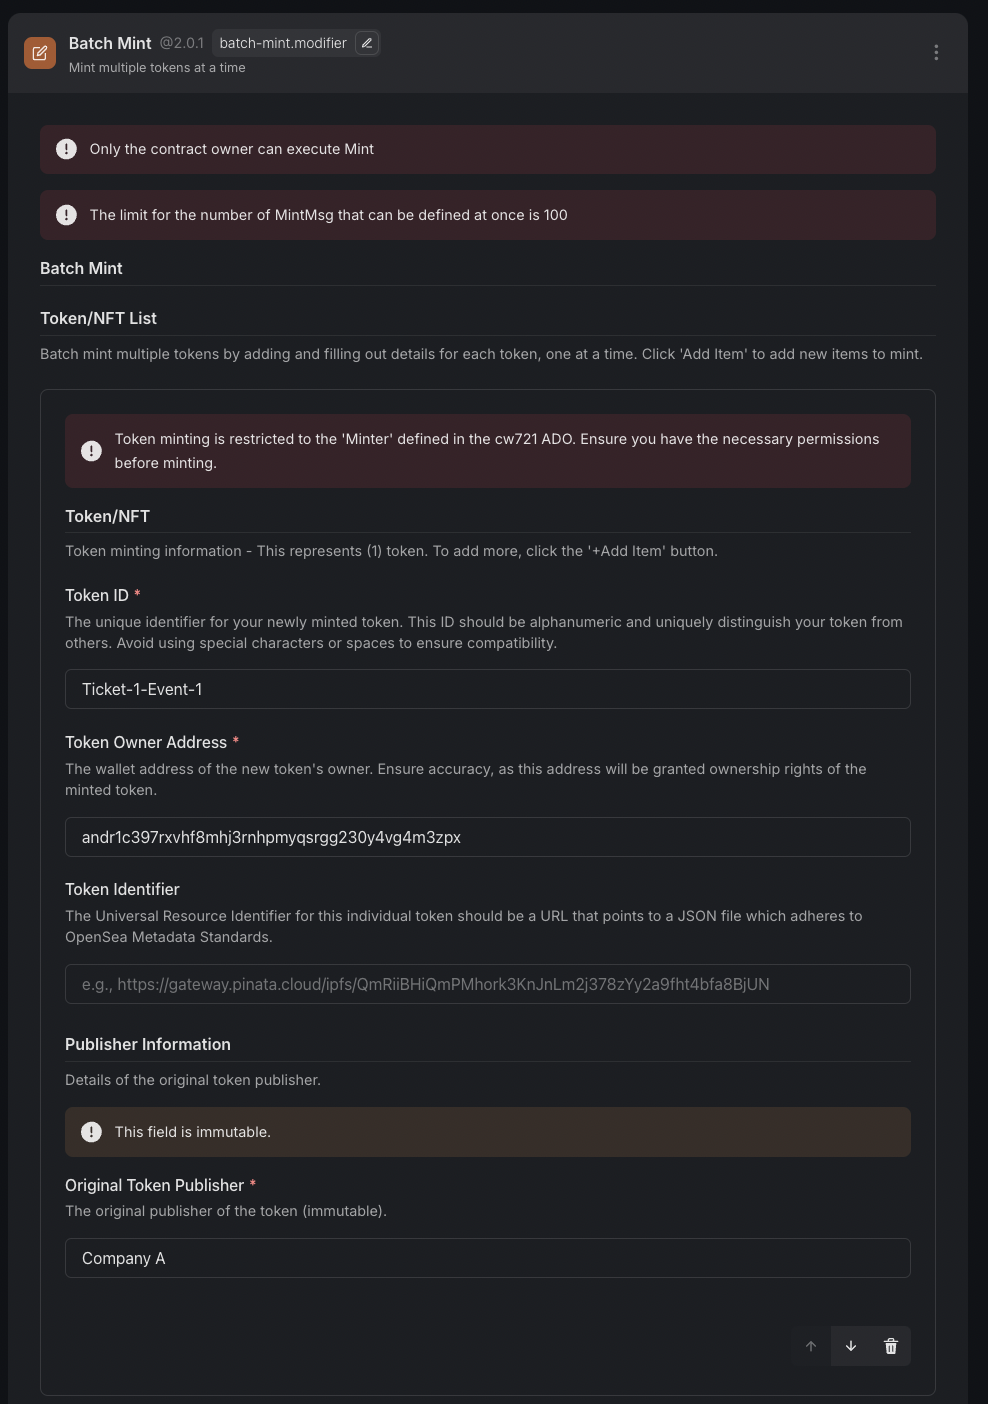 Batch Mint @2.0.1 batch-mint.modifier
Mint multiple tokens at a time
Only the contract owner can execute Mint
The limit for the number of MintMsg that can be defined at once is 100
Batch Mint
Token/NFT List
Batch mint multiple tokens by adding and filling out details for each token, one at a time. Click 'Add Item' to add new items to mint.
Token minting is restricted to the 'Minter' defined in the cw721 ADO. Ensure you have the necessary permissions
before minting.
Token/NFT
Token minting information - This represents (1) token. To add more, click the '+Add Item' button.
Token ID *
The unique identifier for your newly minted token. This ID should be alphanumeric and uniquely distinguish your token from
others. Avoid using special characters or spaces to ensure compatibility.
Ticket-1-Event-1
Token Owner Address *
The wallet address of the new token's owner. Ensure accuracy, as this address will be granted ownership rights of the
minted token.
andr1c397rxvhf8mhj3rnhpmyqsrgg230y4vg4m3zpx
Token Identifier
The Universal Resource Identifier for this individual token should be a URL that points to a JSON file which adheres to
OpenSea Metadata Standards.
e.g., https://gateway.pinata.cloud/ipfs/QmRiiBHiQmPMhork3KnJnLm2j378zYy2a9fht4bfa8BjUN
Publisher Information
Details of the original token publisher.
This field is immutable.
Original Token Publisher *
The original publisher of the token (immutable).
Company A